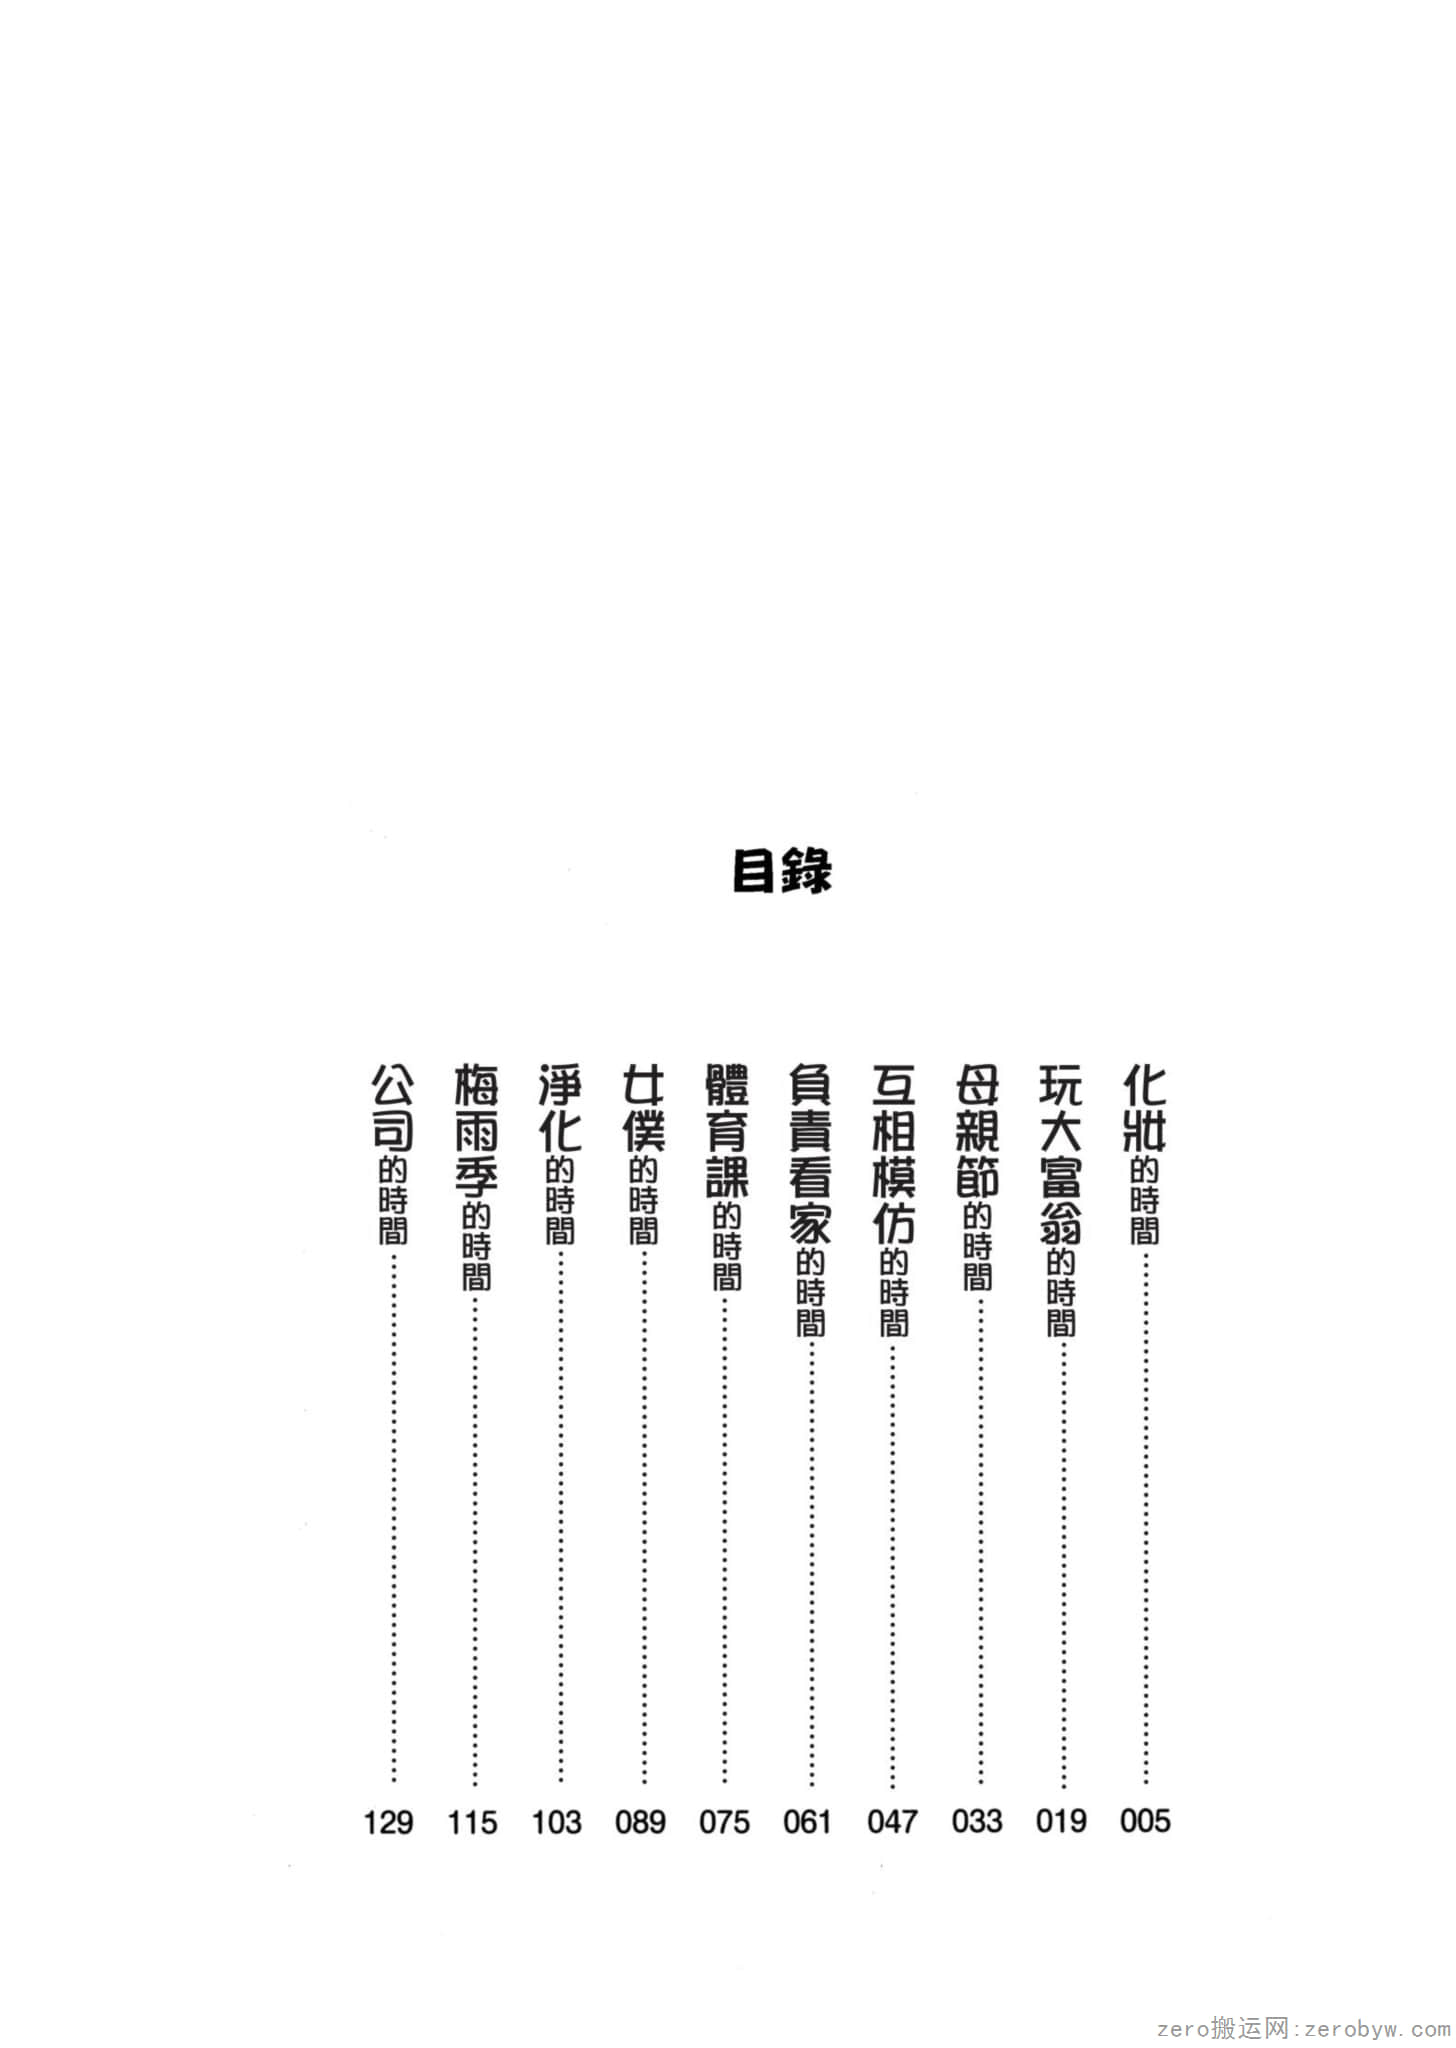 目錄
化妝的時間 005
玩大富翁的時間 019
母親節的時間 033
互相模仿的時間 047
負責看家的時間 061
體育課的時間 075
女僕的時間 089
淨化的時間 103
梅雨季的時間 115
公司的時間 129
zero搬运网:zerobyw.com